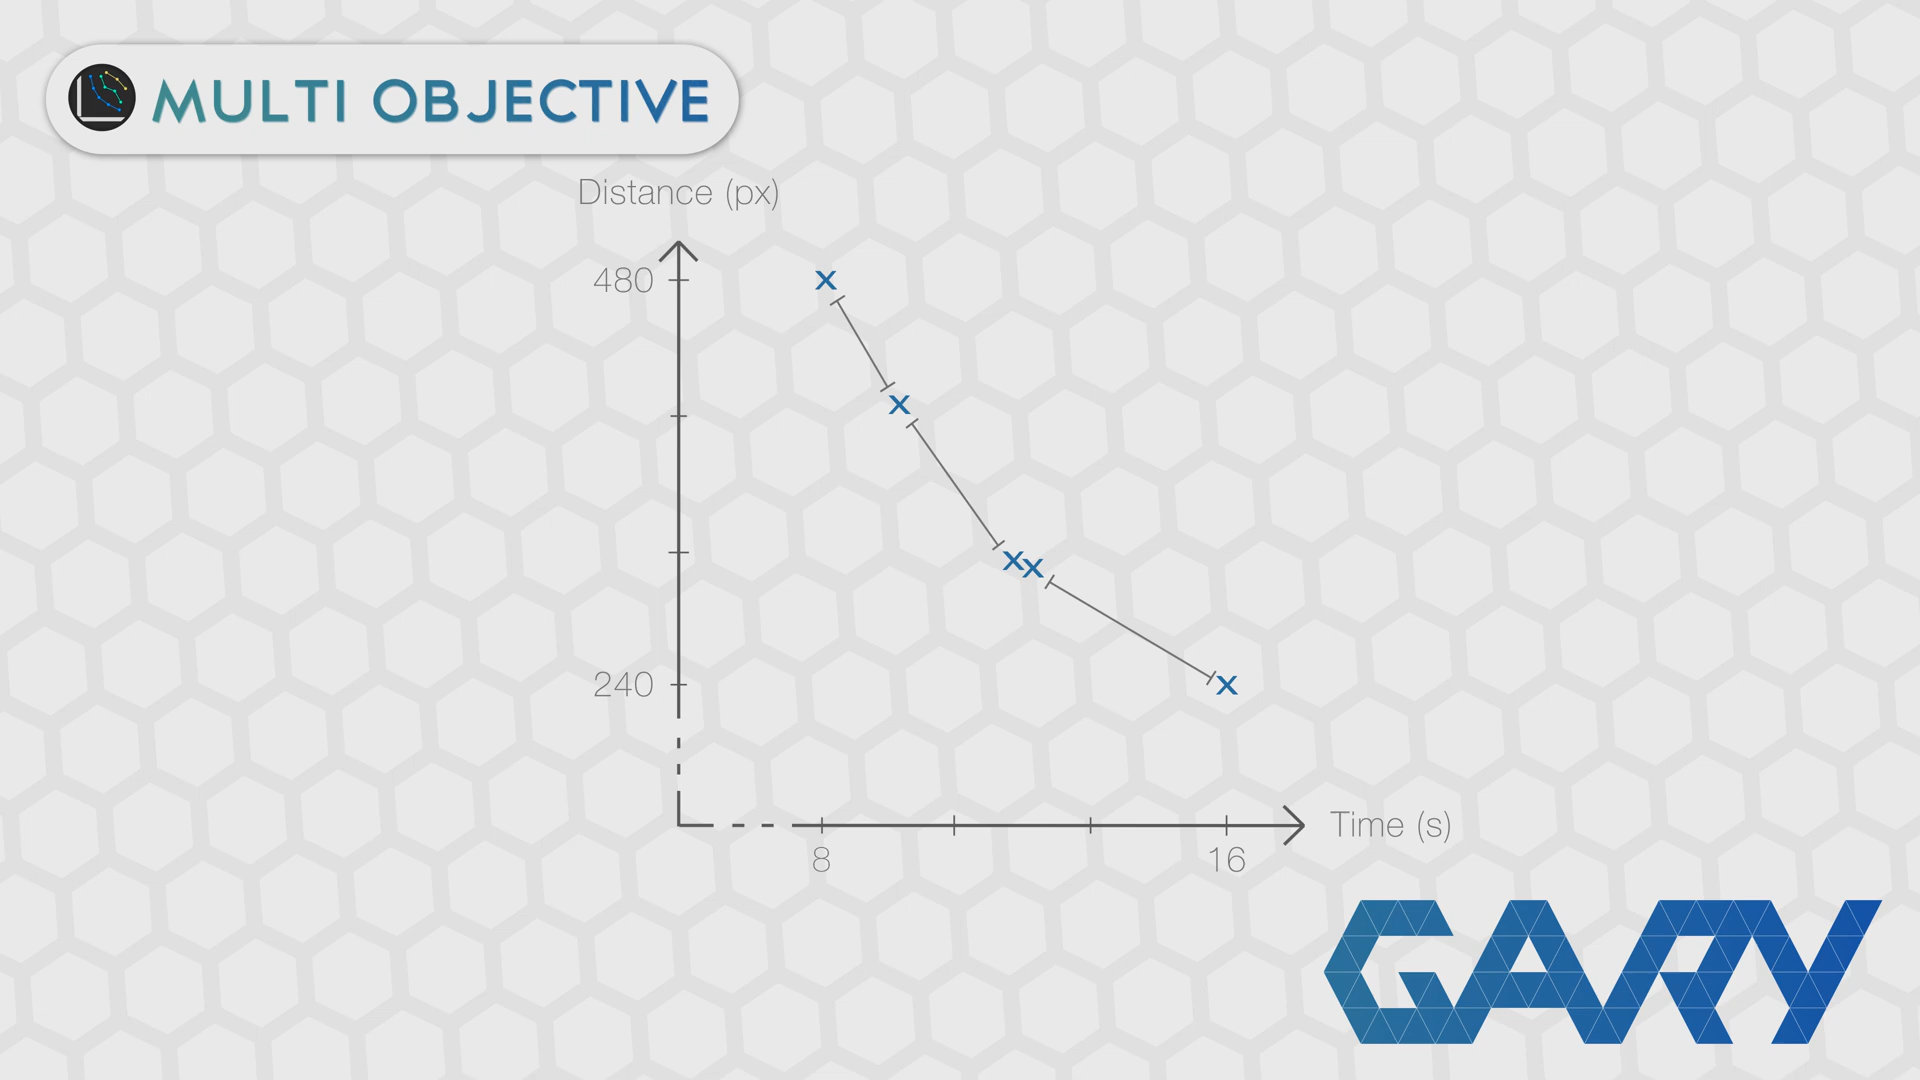 MULTI OBJECTIVE
Distance (px)
480
240
Time (s)
8
16
GARY